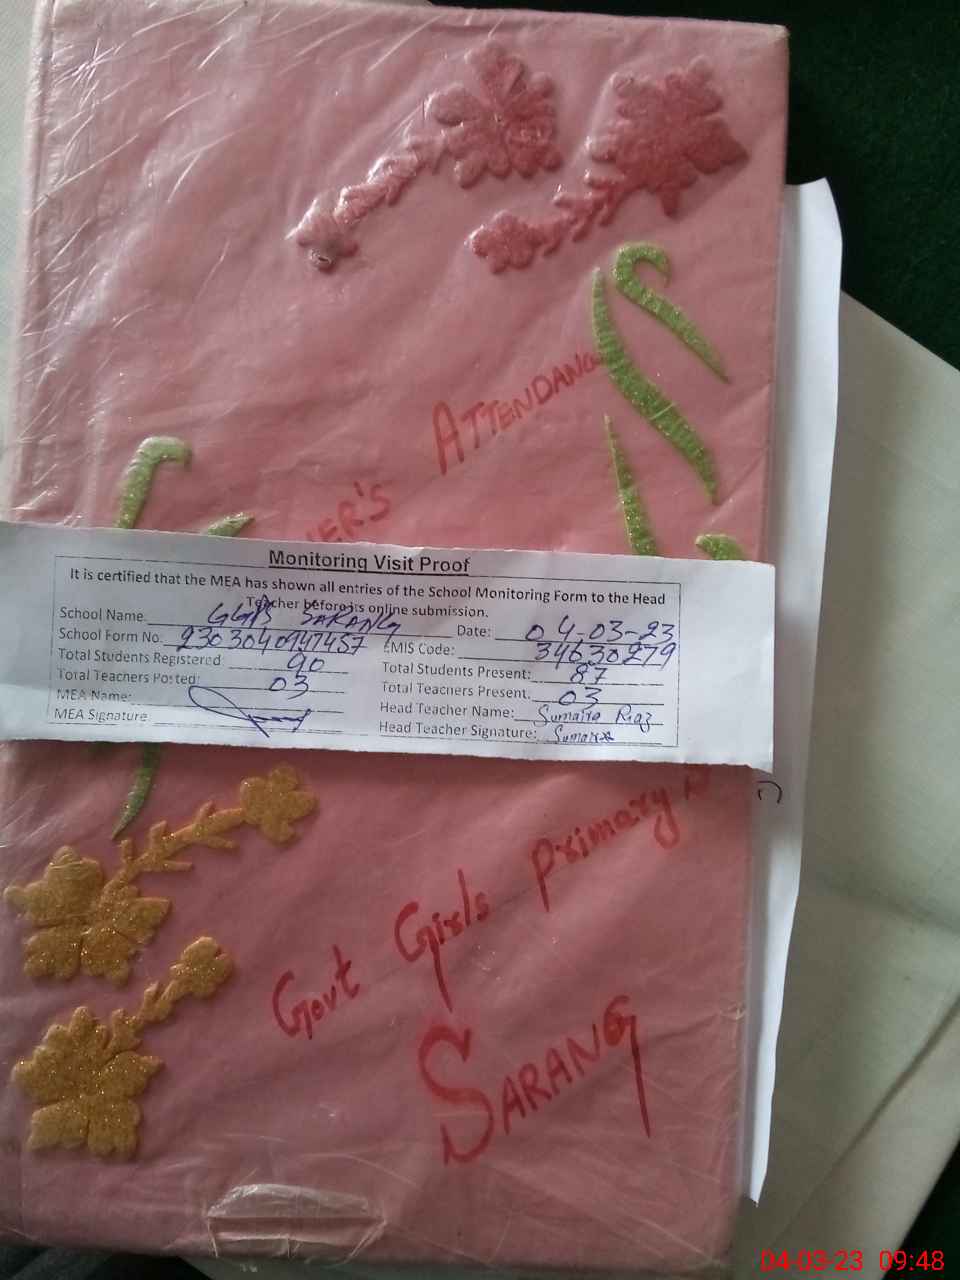 ATTENDANC
HER'S
Monitoring Visit Proof
It is certified that the MEA has shown all entries of the School Monitoring Form to the Head
Teacher before its online submission.
School Name: GGPS SARANG Date: 04-03-23
School Form No: EMIS Code: 34630279
Total Students Registered: 90 Total Students Present: 87
Total Teachers Posted: 03 Total Teachers Present: 03
MEA Name: Head Teacher Name: Sumaira Riaz
MEA Signature Head Teacher Signature: Sumaira
Govt Girls Primary
SARANG
04-03-23 09:48